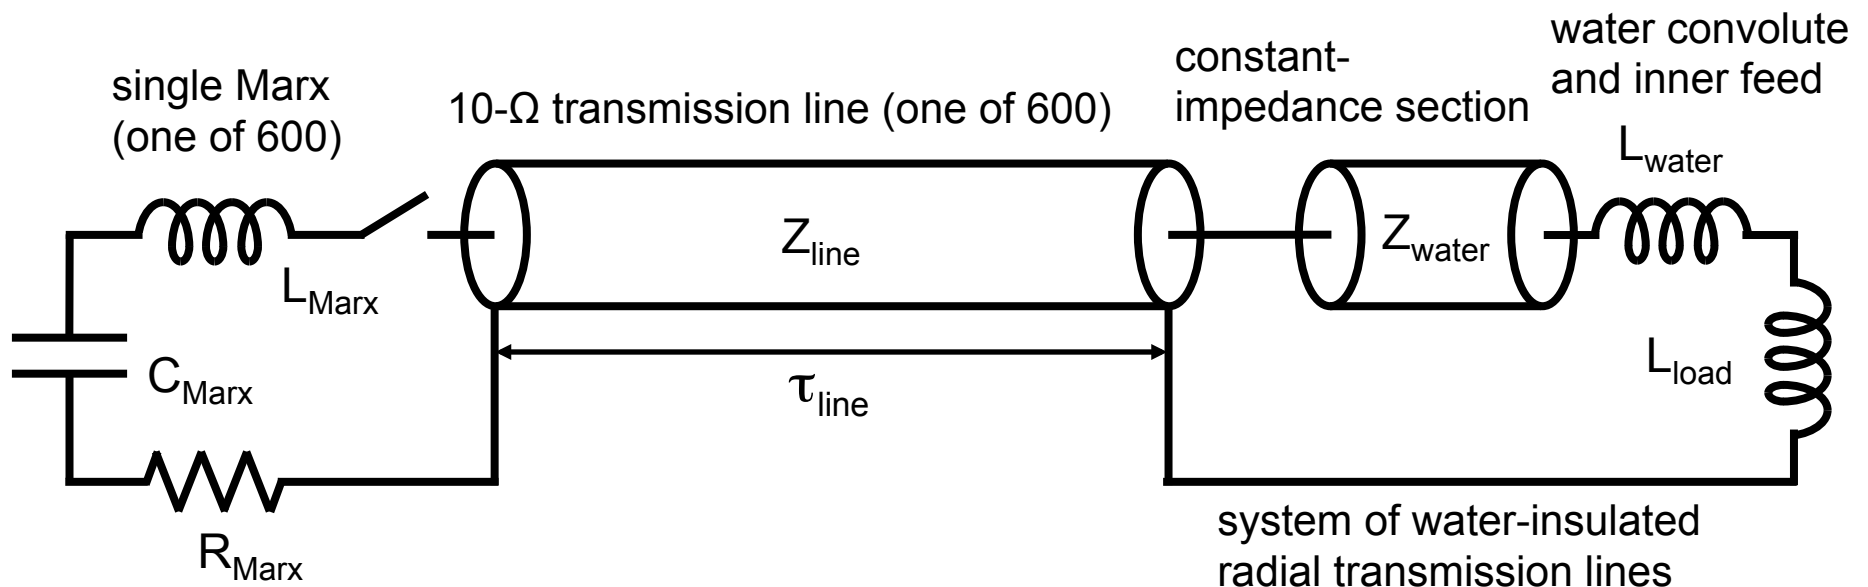 single Marx
(one of 600)
10-Ω transmission line (one of 600)
constant-
impedance section
water convolute
and inner feed
L_Marx
C_Marx
R_Marx
Z_line
τ_line
Z_water
L_water
L_load
system of water-insulated
radial transmission lines